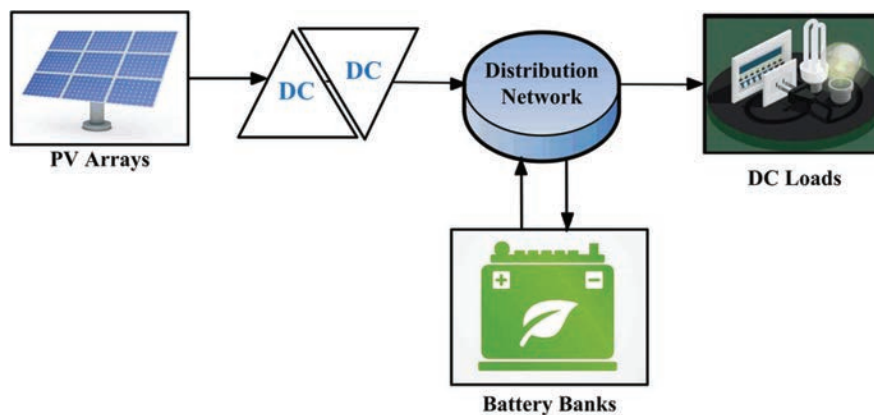 PV Arrays
DC
DC
Distribution
Network
DC Loads
Battery Banks